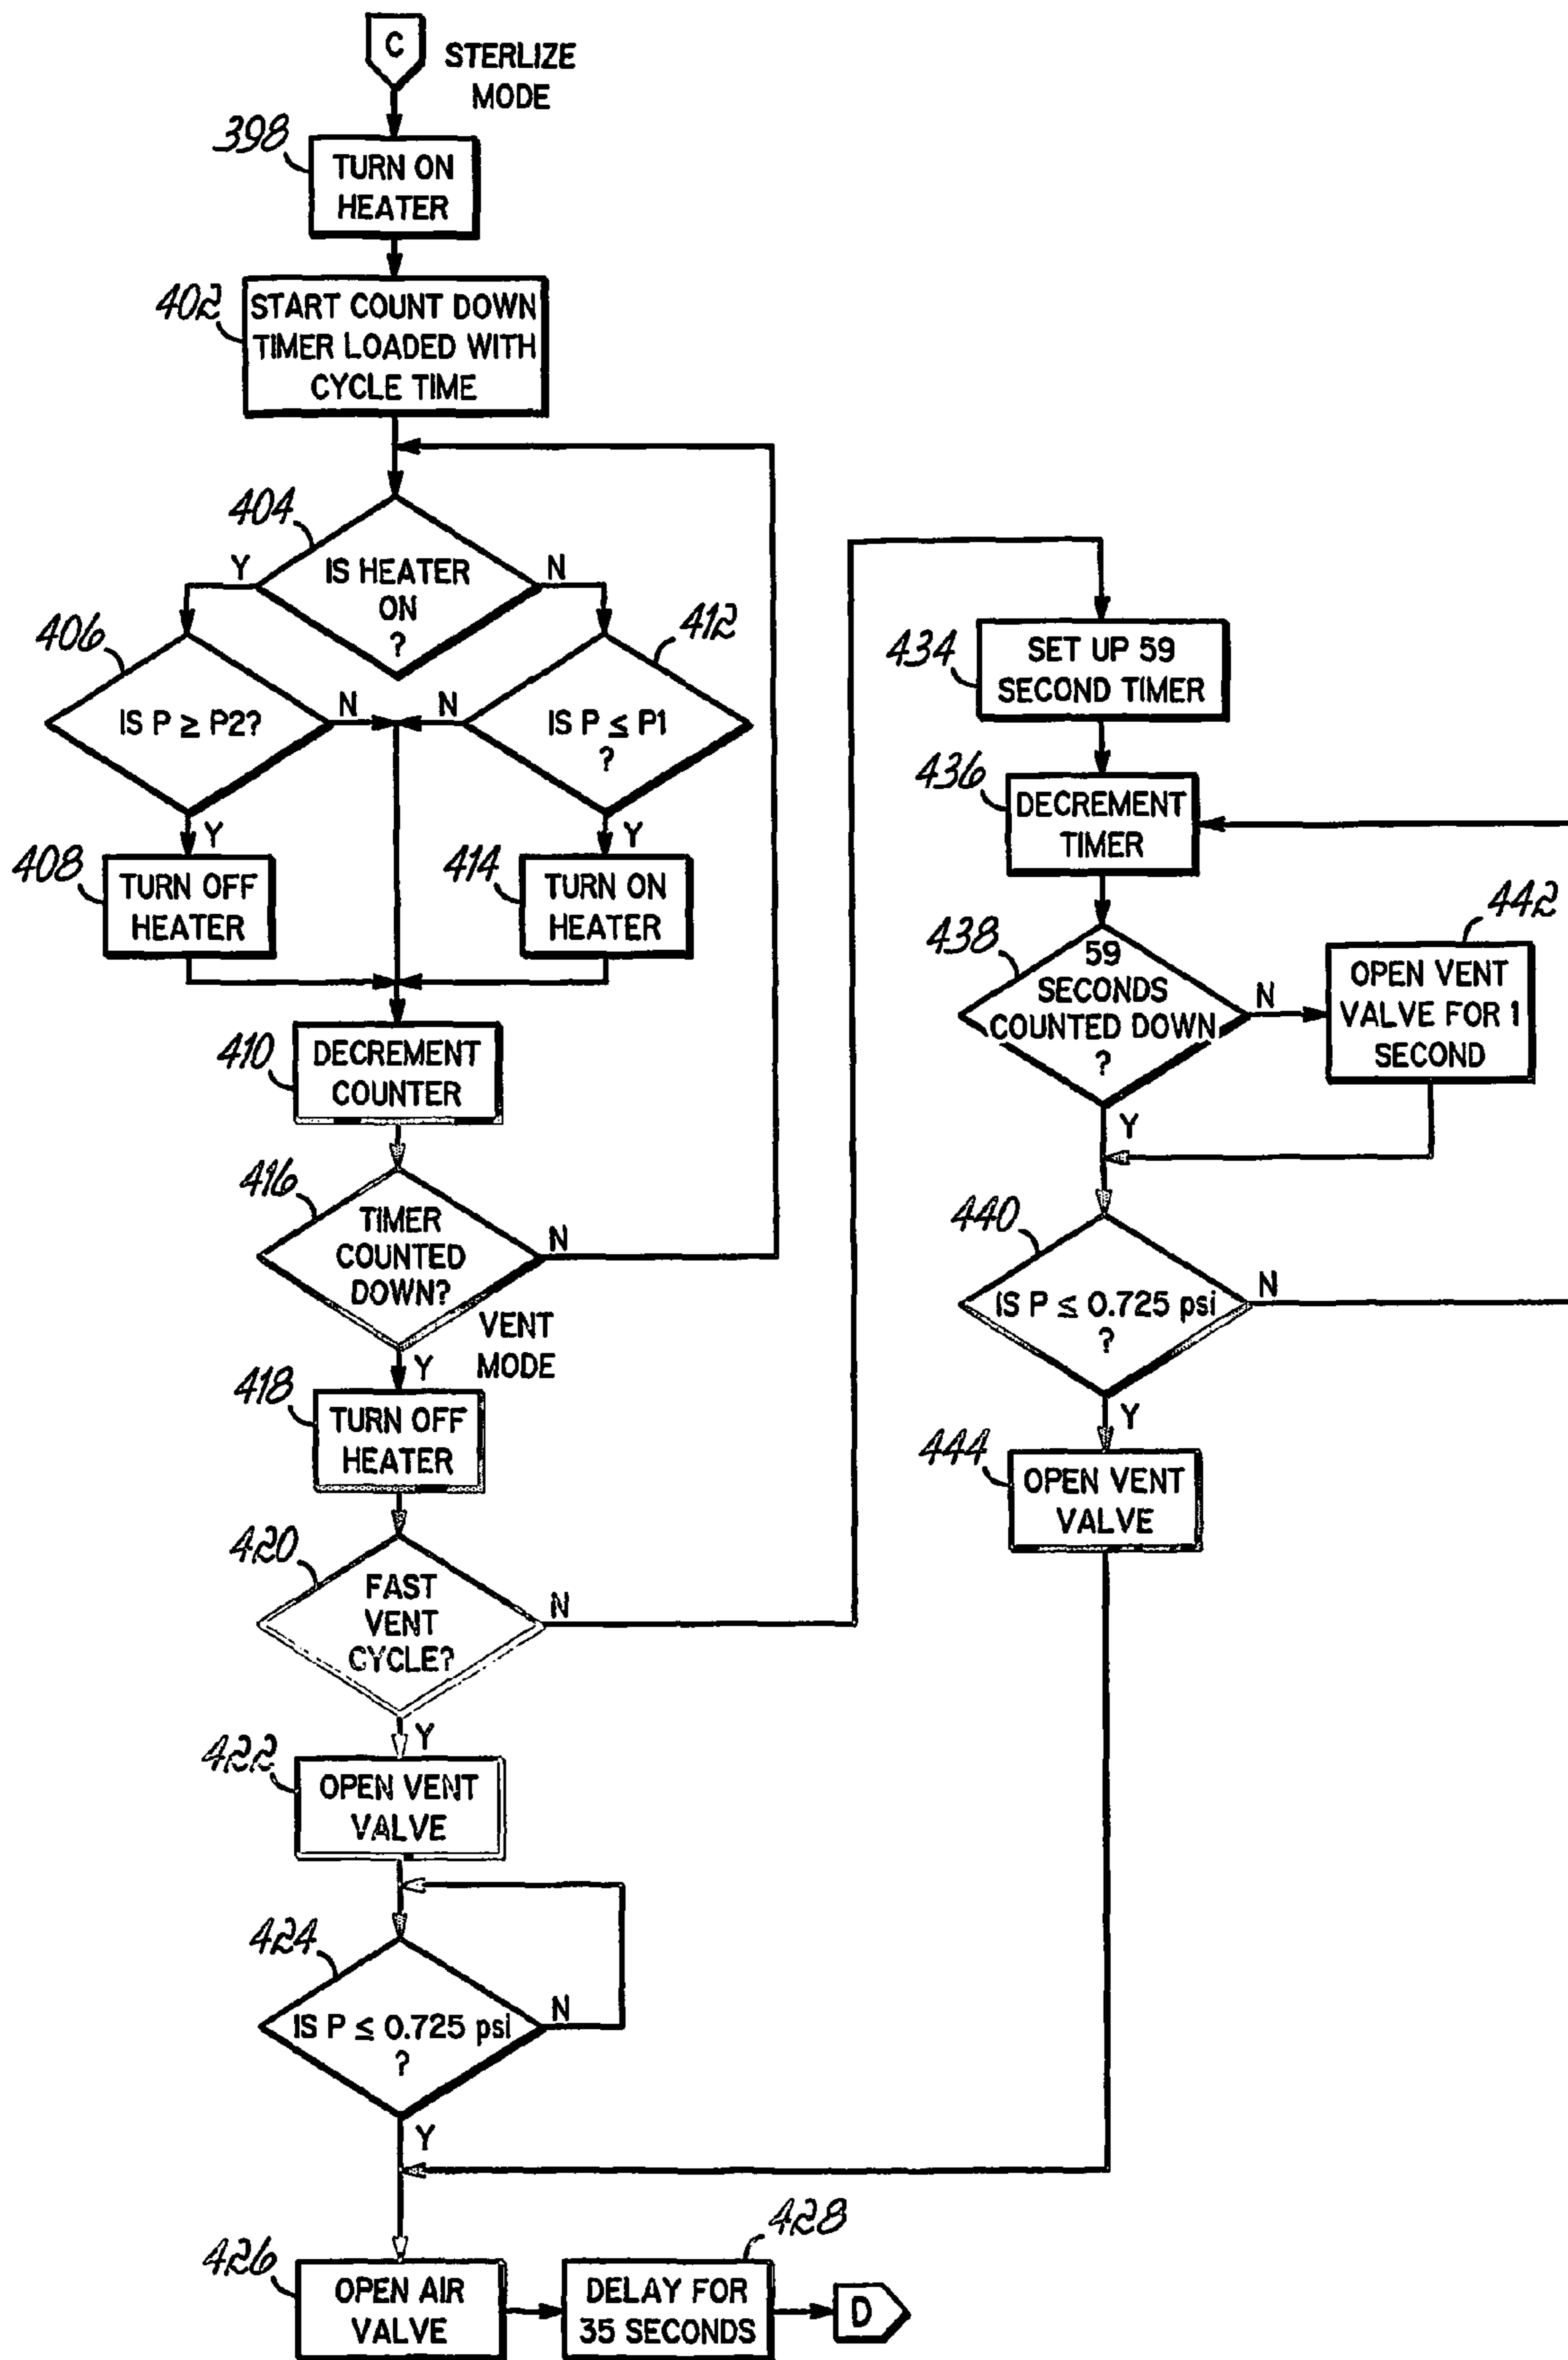 C
STERLIZE
MODE
398
TURN ON
HEATER
402
START COUNT DOWN
TIMER LOADED WITH
CYCLE TIME
404
IS HEATER
ON
?
Y
N
406
IS P ≥ P2?
N
Y
412
IS P ≤ P1
?
N
Y
408
TURN OFF
HEATER
414
TURN ON
HEATER
410
DECREMENT
COUNTER
416
TIMER
COUNTED
DOWN?
N
Y
VENT
MODE
418
TURN OFF
HEATER
420
FAST
VENT
CYCLE?
N
Y
422
OPEN VENT
VALVE
424
IS P ≤ 0.725 psi
?
N
Y
426
OPEN AIR
VALVE
428
DELAY FOR
35 SECONDS
D
434
SET UP 59
SECOND TIMER
436
DECREMENT
TIMER
438
59
SECONDS
COUNTED DOWN
?
N
Y
442
OPEN VENT
VALVE FOR 1
SECOND
440
IS P ≤ 0.725 psi
?
N
Y
444
OPEN VENT
VALVE